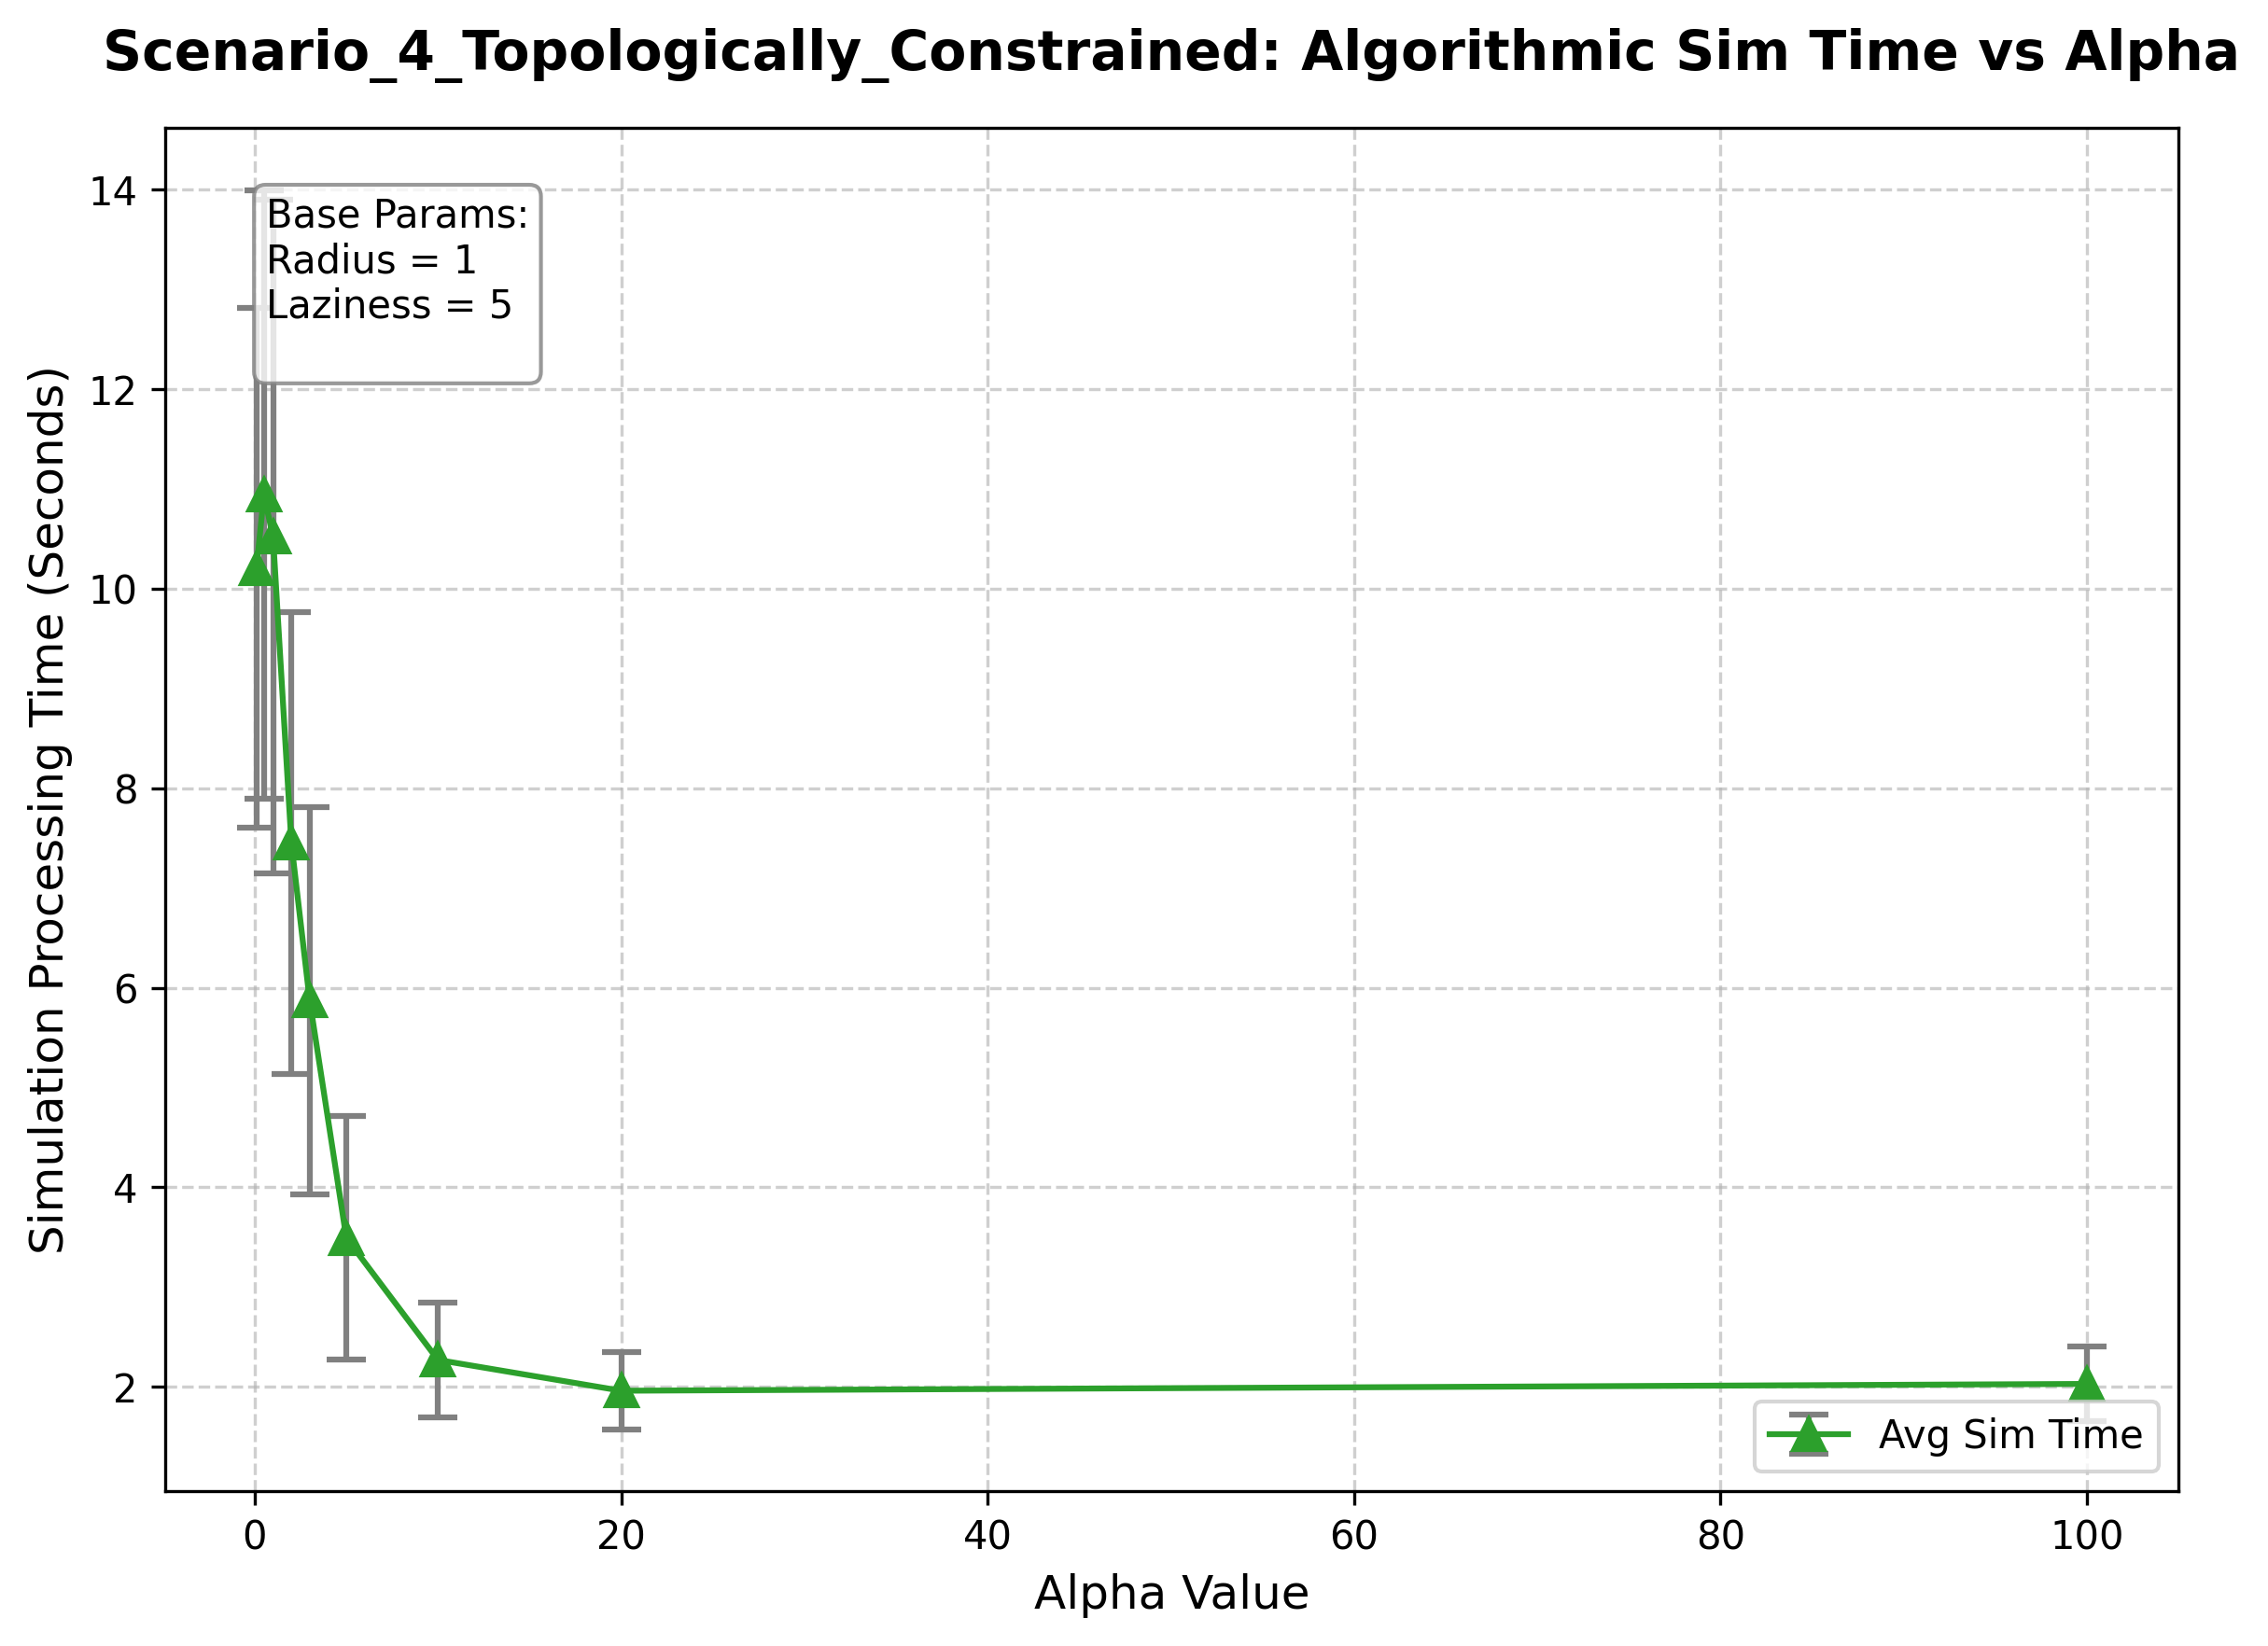 Scenario_4_Topologically_Constrained: Algorithmic Sim Time vs Alpha
Simulation Processing Time (Seconds)
14
12
10
8
6
4
2
Base Params:
Radius = 1
Laziness = 5
Avg Sim Time
0
20
40
60
80
100
Alpha Value